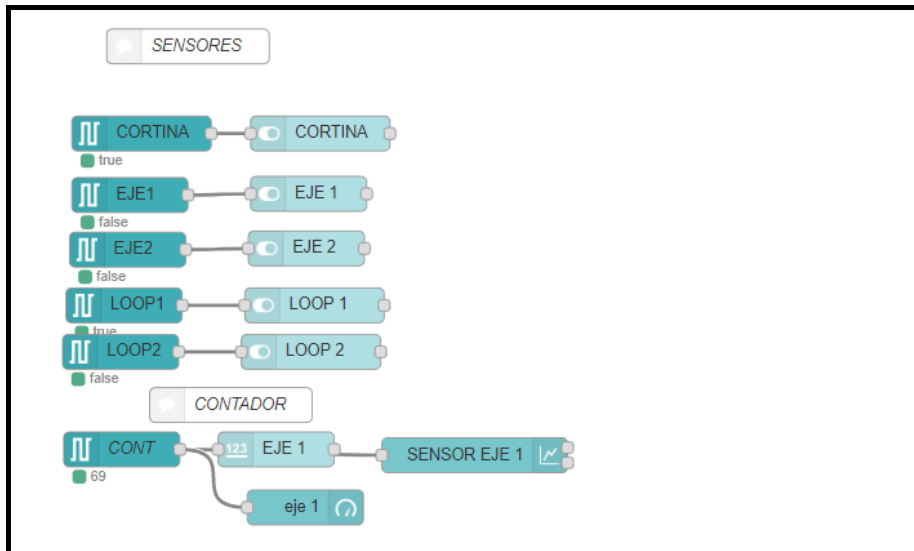 SENSORES
CORTINA CORTINA
true
EJE1 EJE 1
false
EJE2 EJE 2
false
LOOP1 LOOP 1
true
LOOP2 LOOP 2
false
CONTADOR
CONT 123 EJE 1 SENSOR EJE 1
69
eje 1